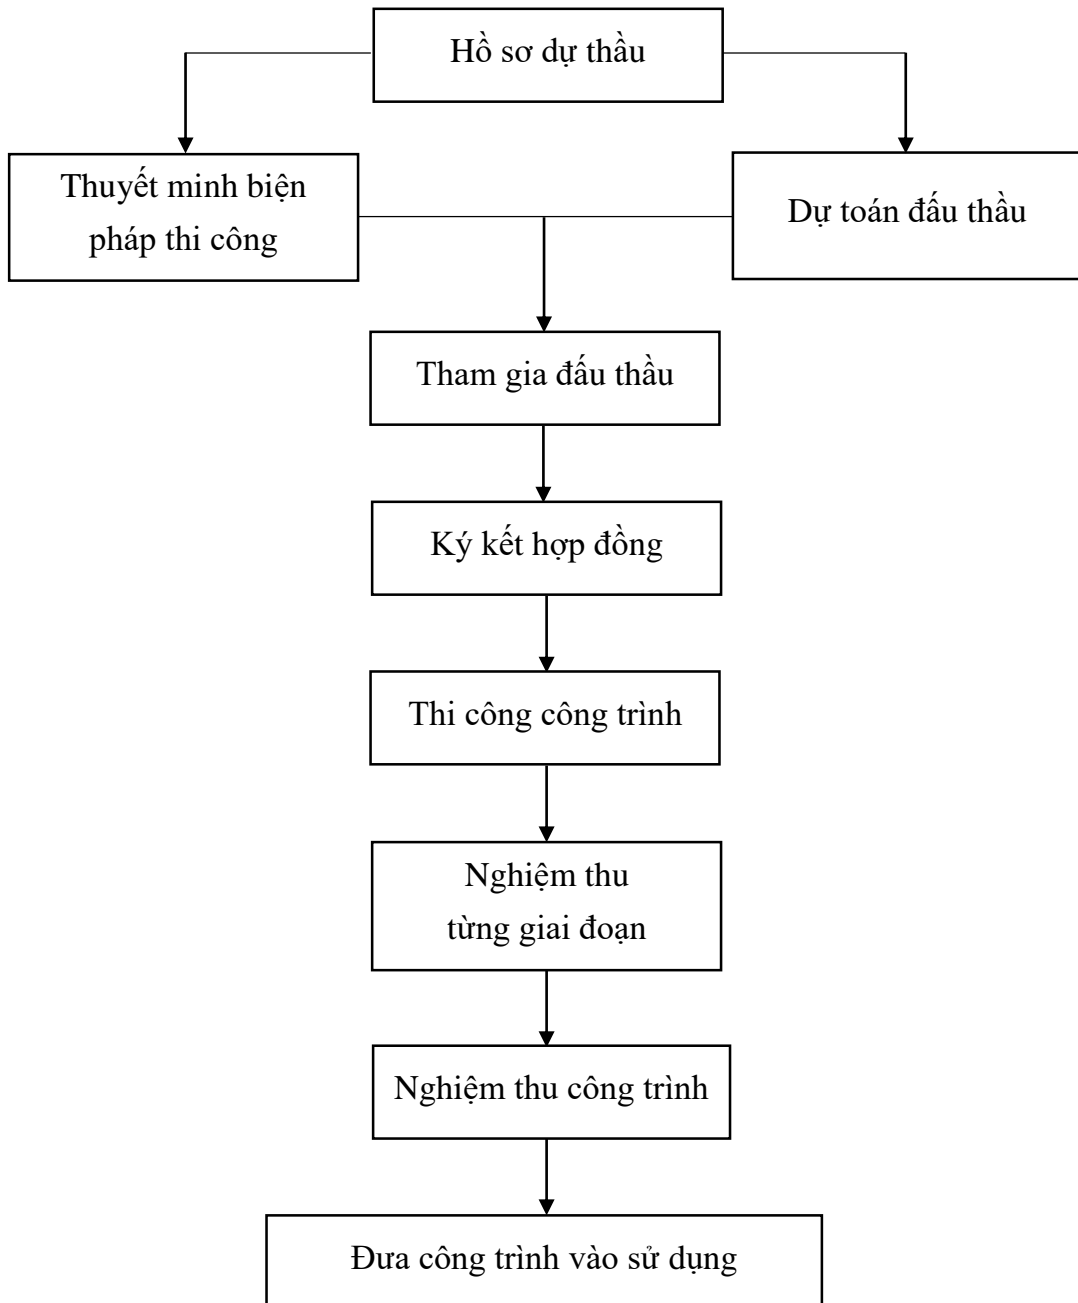 Hồ sơ dự thầu
Thuyết minh biện
pháp thi công
Dự toán đấu thầu
Tham gia đấu thầu
Ký kết hợp đồng
Thi công công trình
Nghiệm thu
từng giai đoạn
Nghiệm thu công trình
Đưa công trình vào sử dụng